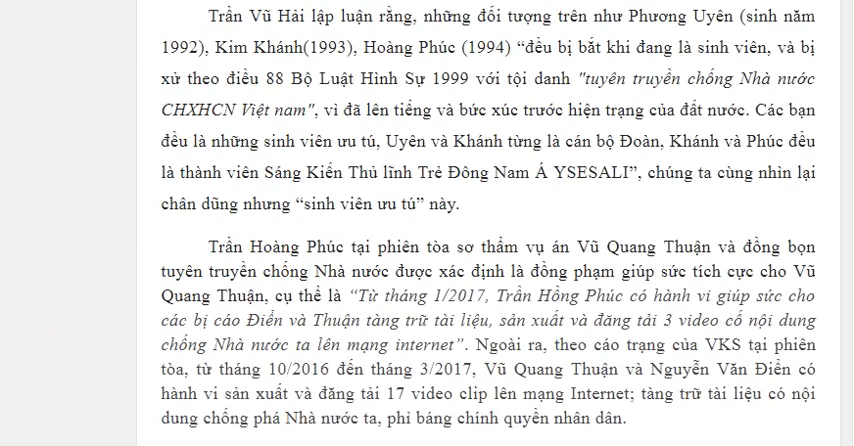 Trần Vũ Hải lập luận rằng, những đối tượng trên như Phương Uyên (sinh năm
1992), Kim Khánh(1993), Hoàng Phúc (1994) “đều bị bắt khi đang là sinh viên, và bị
xử theo điều 88 Bộ Luật Hình Sự 1999 với tội danh "tuyên truyền chống Nhà nước
CHXHCN Việt nam", vì đã lên tiếng và bức xúc trước hiện trạng của đất nước. Các bạn
đều là những sinh viên ưu tú, Uyên và Khánh từng là cán bộ Đoàn, Khánh và Phúc đều
là thành viên Sáng Kiến Thủ lĩnh Trẻ Đông Nam Á YSESALI”, chúng ta cùng nhìn lại
chân dũng nhưng “sinh viên ưu tú” này.
Trần Hoàng Phúc tại phiên tòa sơ thẩm vụ án Vũ Quang Thuận và đồng bọn
tuyên truyền chống Nhà nước được xác định là đồng phạm giúp sức tích cực cho Vũ
Quang Thuận, cụ thể là “Từ tháng 1/2017, Trần Hồng Phúc có hành vi giúp sức cho
các bị cáo Điển và Thuận tàng trữ tài liệu, sản xuất và đăng tải 3 video cố nội dung
chống Nhà nước ta lên mạng internet”. Ngoài ra, theo cáo trạng của VKS tại phiên
tòa, từ tháng 10/2016 đến tháng 3/2017, Vũ Quang Thuận và Nguyễn Văn Điển có
hành vi sản xuất và đăng tải 17 video clip lên mạng Internet; tàng trữ tài liệu có nội
dung chống phá Nhà nước ta, phỉ báng chính quyền nhân dân.